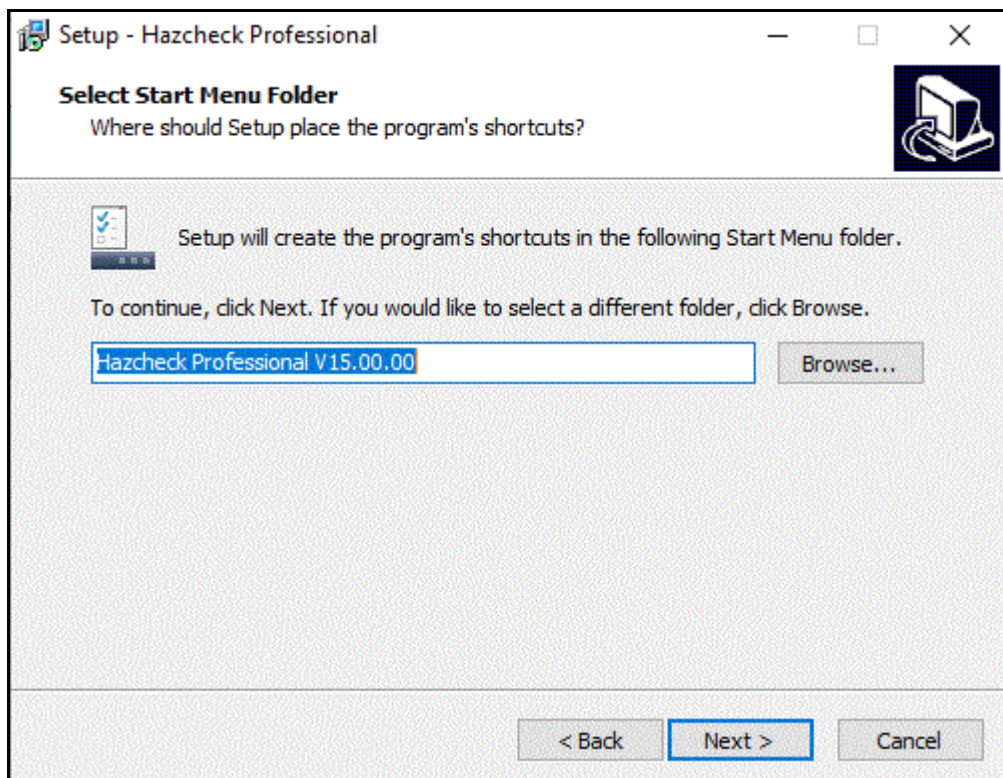 Setup - Hazcheck Professional
Select Start Menu Folder
Where should Setup place the program's shortcuts?
Setup will create the program's shortcuts in the following Start Menu folder.
To continue, click Next. If you would like to select a different folder, click Browse.
Hazcheck Professional V15.00.00
Browse...
< Back
Next >
Cancel